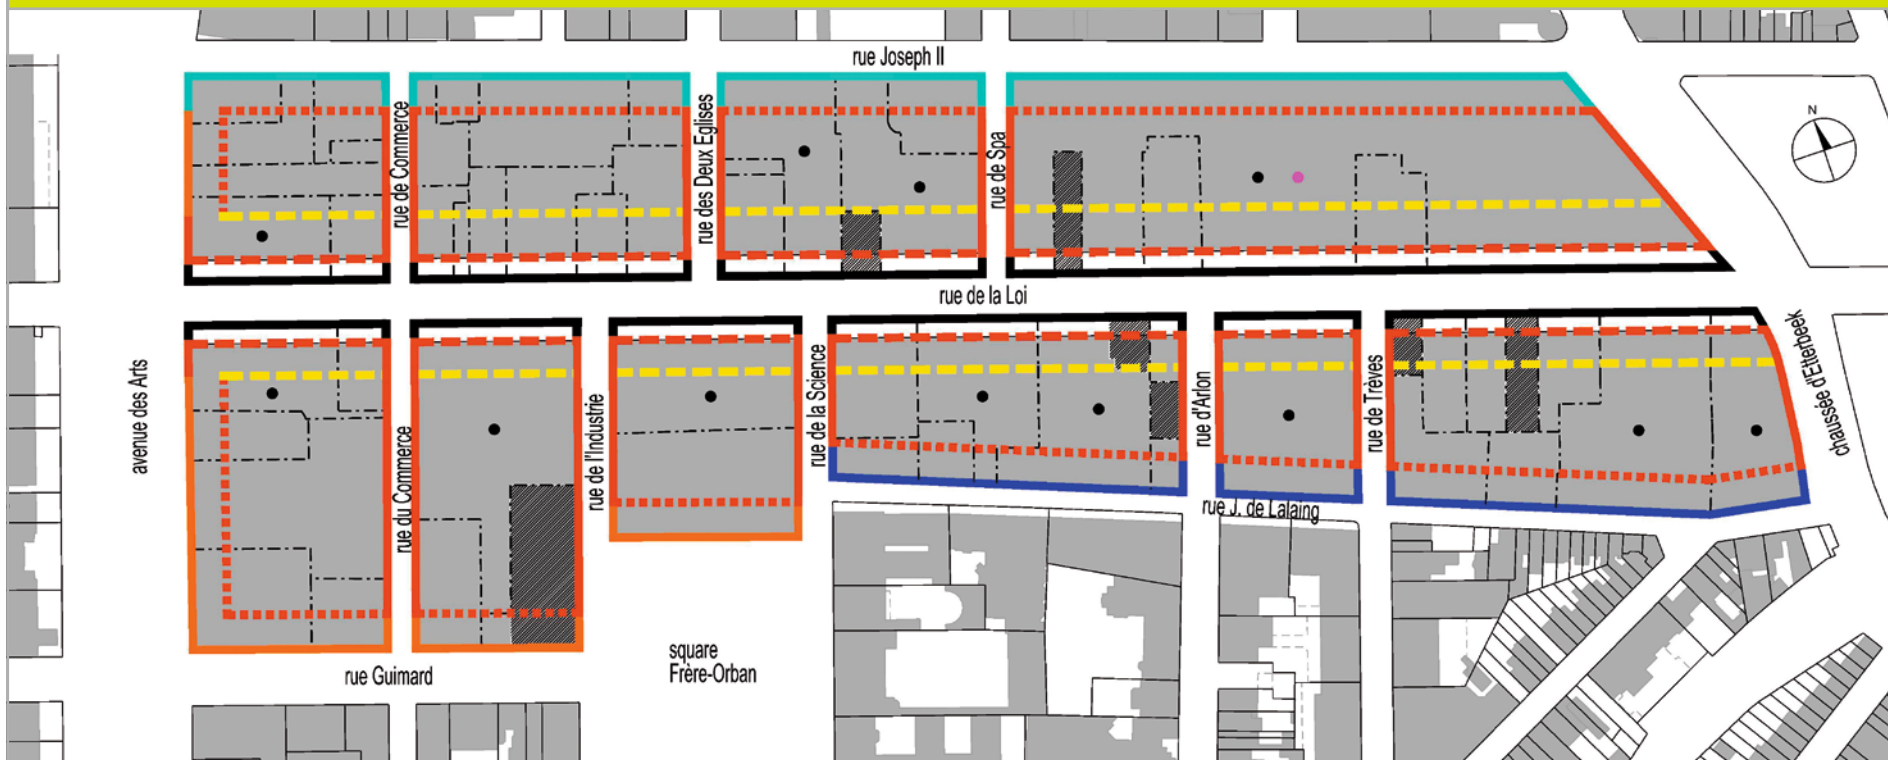 rue Joseph II
N
rue de Commerce
rue des Deux Eglises
rue de Spa
rue de la Loi
avenue des Arts
rue du Commerce
rue de l'Industrie
rue de la Science
rue d'Arlon
rue de Trèves
chaussée d'Etterbeek
rue J. de Lalaing
rue Guimard
square
Frère-Orban